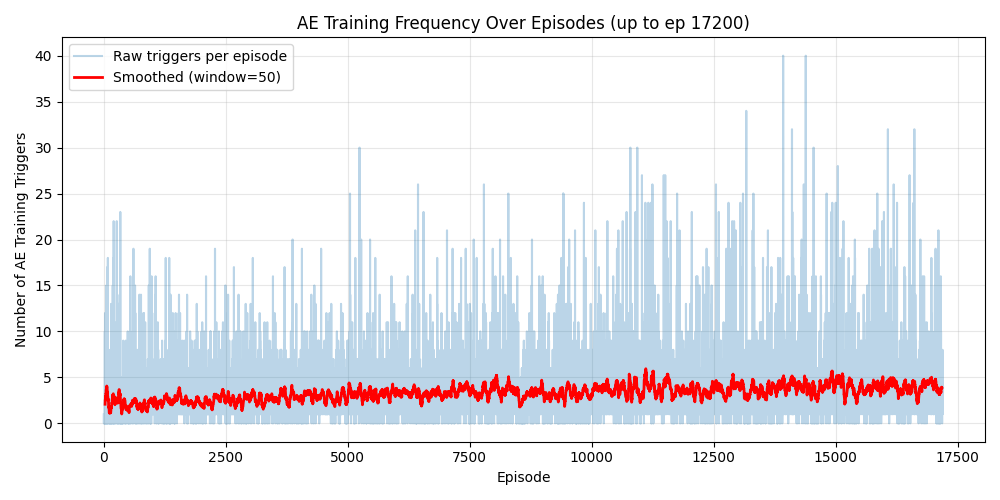 AE Training Frequency Over Episodes (up to ep 17200)
Raw triggers per episode
Smoothed (window=50)
Number of AE Training Triggers
40
35
30
25
20
15
10
5
0
0 2500 5000 7500 10000 12500 15000 17500
Episode